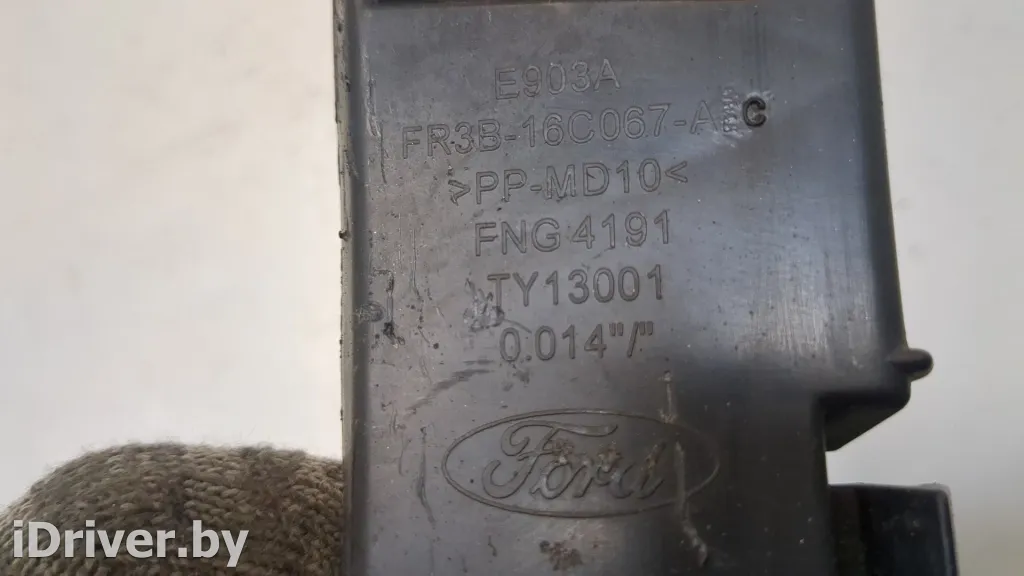 E903A
FR3B-16C067-A C
>PP-MD10<
FNG 4191
TY13001
0.014"/"
Ford
iDriver.by